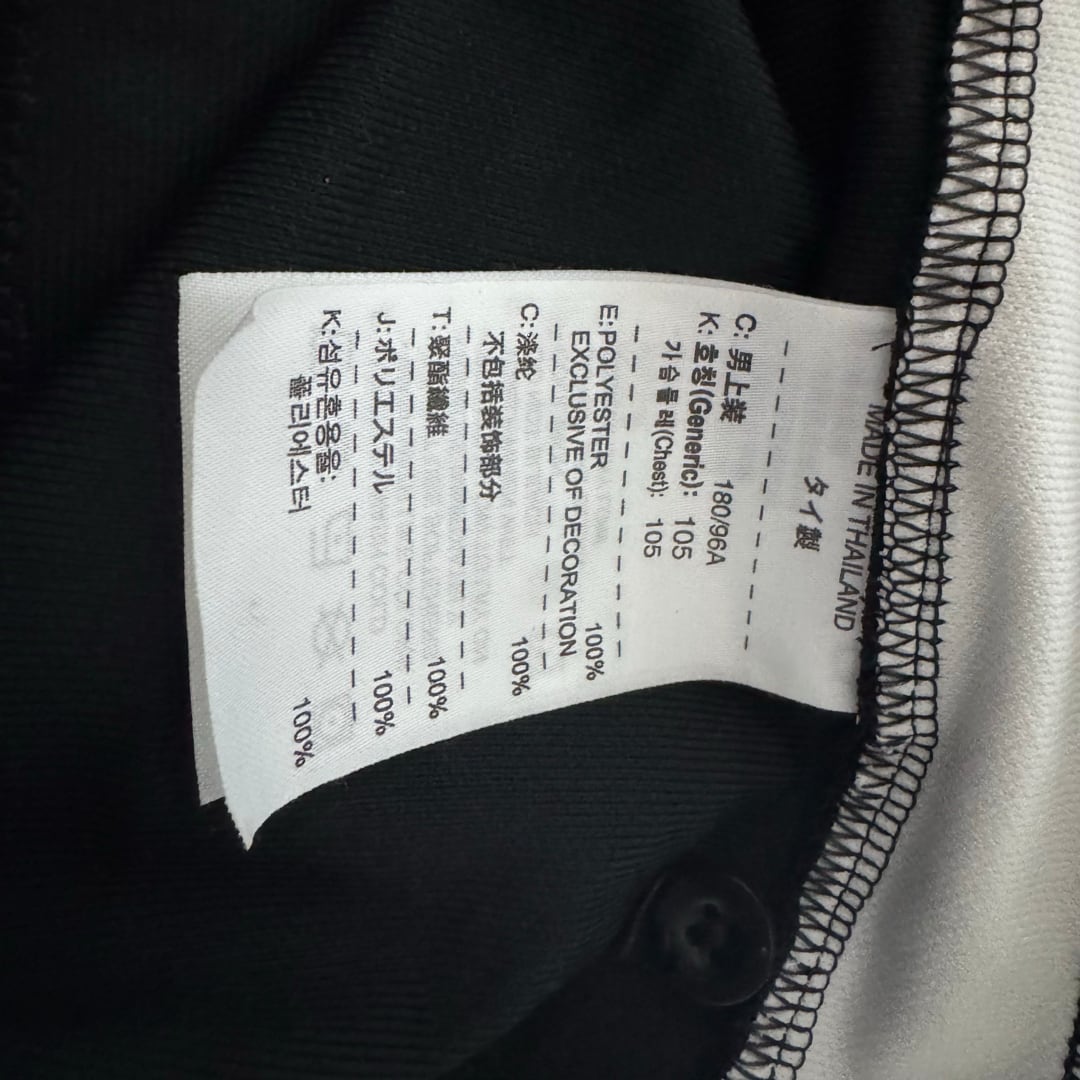 MADE IN THAILAND
タイ製
C: 男上装 180/96A
K: 호칭(Generic): 105
가슴둘레(Chest): 105
E:POLYESTER 100%
EXCLUSIVE OF DECORATION
C:涤纶 100%
不包括装饰部分
T:聚酯纖維 100%
J:ポリエステル 100%
K:섬유혼용율:
폴리에스터 100%